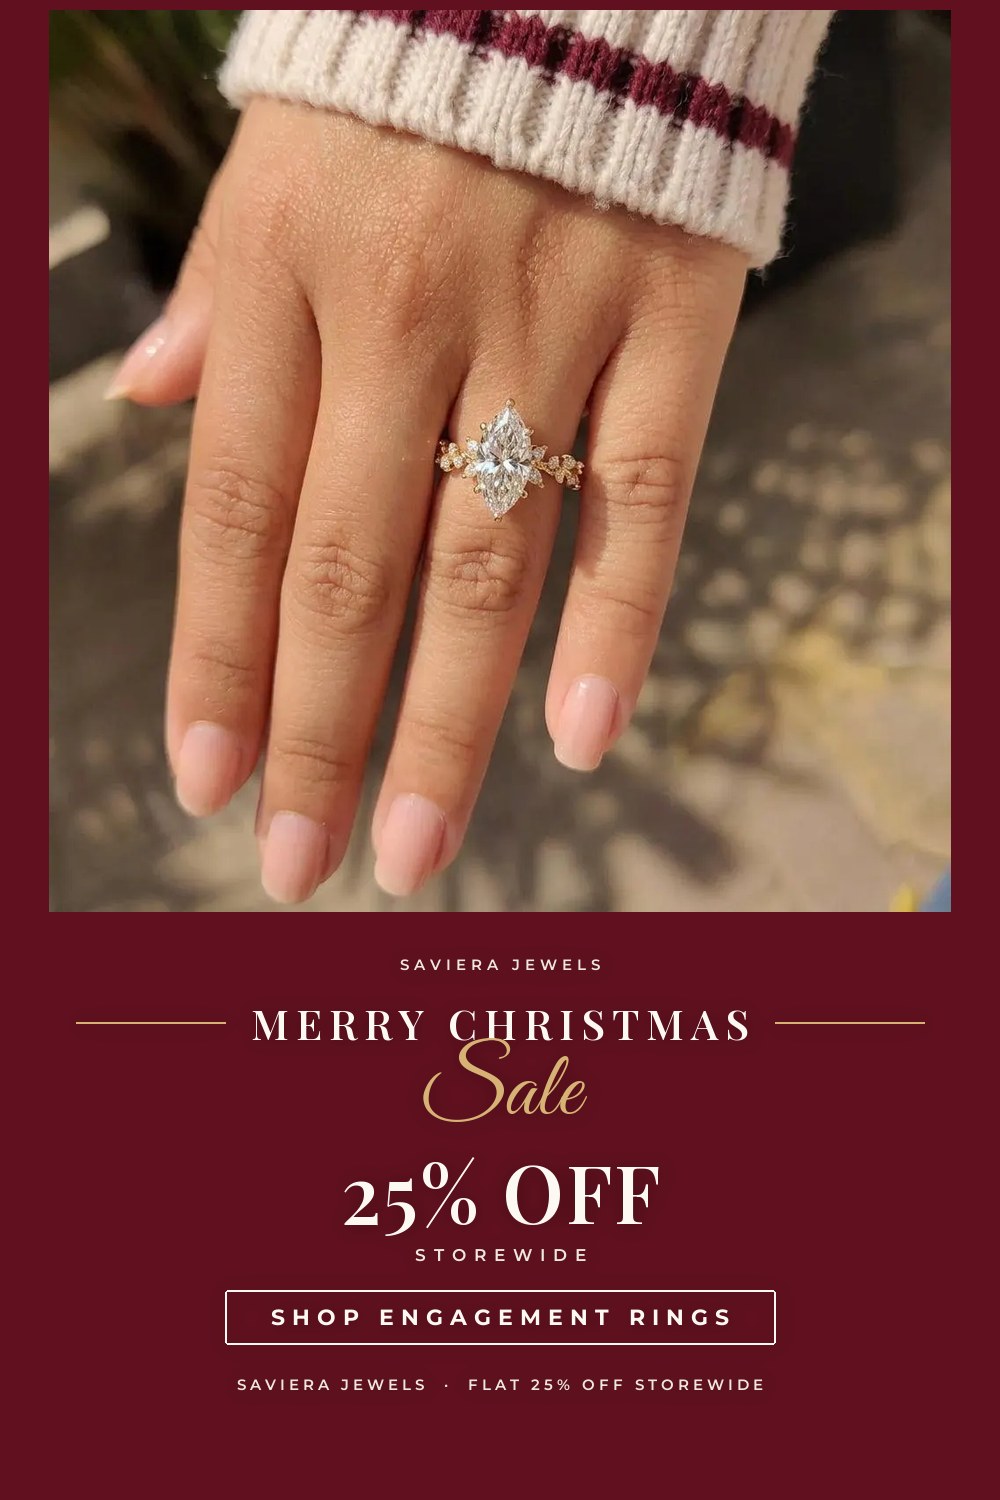 SAVIERA JEWELS
MERRY CHRISTMAS
Sale
25% OFF
STOREWIDE
SHOP ENGAGEMENT RINGS
SAVIERA JEWELS · FLAT 25% OFF STOREWIDE